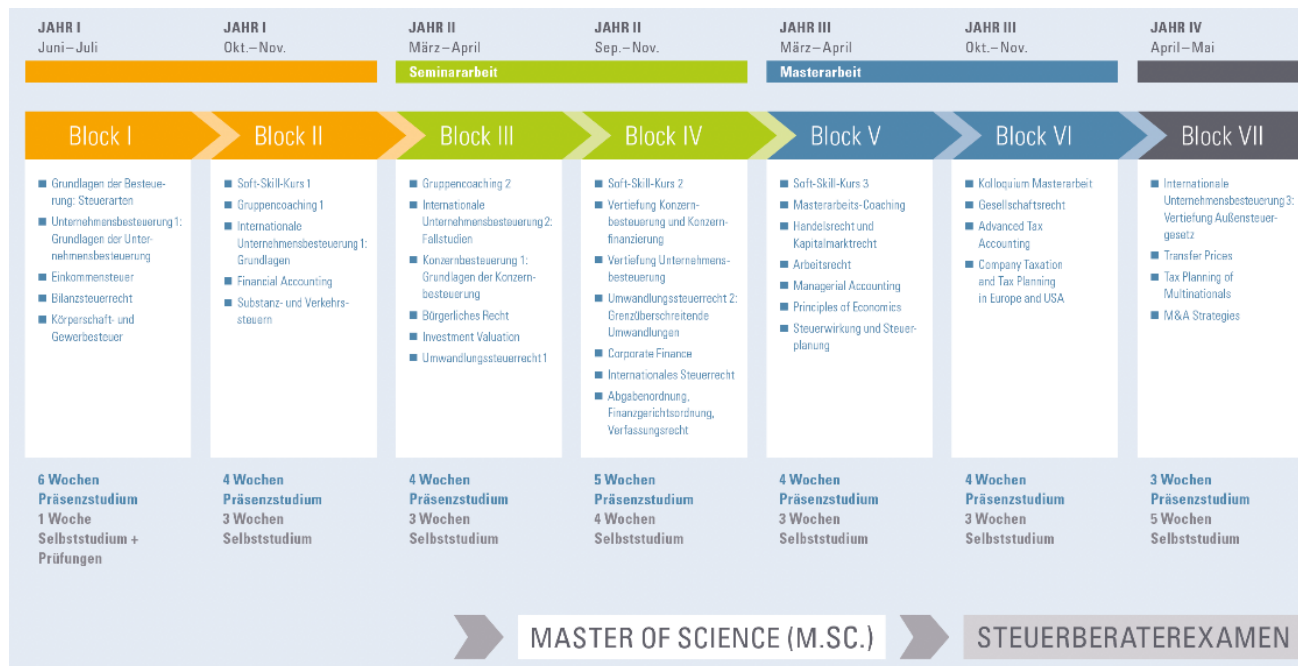 JAHR I
Juni–Juli
JAHR I
Okt.–Nov.
JAHR II
März–April
JAHR II
Sep.–Nov.
JAHR III
März–April
JAHR III
Okt.–Nov.
JAHR IV
April–Mai
Seminararbeit
Masterarbeit
Block I
Block II
Block III
Block IV
Block V
Block VI
Block VII
Grundlagen der Besteue-
rung: Steuerarten
Unternehmensbesteuerung 1:
Grundlagen der Unter-
nehmensbesteuerung
Einkommensteuer
Bilanzsteuerrecht
Körperschaft- und
Gewerbesteuer
Soft-Skill-Kurs 1
Gruppencoaching 1
Internationale
Unternehmensbesteuerung 1:
Grundlagen
Financial Accounting
Substanz- und Verkehrs-
steuern
Gruppencoaching 2
Internationale
Unternehmensbesteuerung 2:
Fallstudien
Konzernbesteuerung 1:
Grundlagen der Konzern-
besteuerung
Bürgerliches Recht
Investment Valuation
Umwandlungssteuerrecht 1
Soft-Skill-Kurs 2
Vertiefung Konzern-
besteuerung und Konzern-
finanzierung
Vertiefung Unternehmens-
besteuerung
Umwandlungssteuerrecht 2:
Grenzüberschreitende
Umwandlungen
Corporate Finance
Internationales Steuerrecht
Abgabenordnung,
Finanzgerichtsordnung,
Verfassungsrecht
Soft-Skill-Kurs 3
Masterarbeits-Coaching
Handelsrecht und
Kapitalmarktrecht
Arbeitsrecht
Managerial Accounting
Principles of Economics
Steuerwirkung und Steuer-
planung
Kolloquium Masterarbeit
Gesellschaftsrecht
Advanced Tax
Accounting
Company Taxation
and Tax Planning
in Europe and USA
Internationale
Unternehmensbesteuerung 3:
Vertiefung Außensteuer-
gesetz
Transfer Prices
Tax Planning of
Multinationals
M&A Strategies
6 Wochen
Präsenzstudium
1 Woche
Selbststudium +
Prüfungen
4 Wochen
Präsenzstudium
3 Wochen
Selbststudium
4 Wochen
Präsenzstudium
3 Wochen
Selbststudium
5 Wochen
Präsenzstudium
4 Wochen
Selbststudium
4 Wochen
Präsenzstudium
3 Wochen
Selbststudium
4 Wochen
Präsenzstudium
3 Wochen
Selbststudium
3 Wochen
Präsenzstudium
5 Wochen
Selbststudium
MASTER OF SCIENCE (M.SC.)
STEUERBERATEREXAMEN